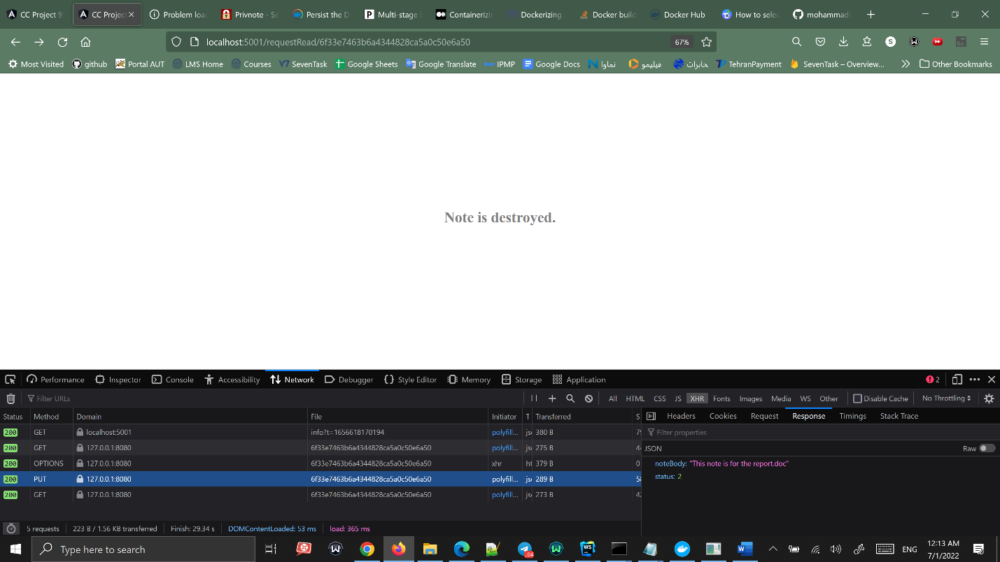 CC Project 9 CC Project Problem loa Privnote - Se Persist the D Multi-stage Containerizin Dockerizing Docker build Docker Hub How to selec mohammad
localhost:5001/requestRead/6f33e7463b6a4344828ca5a0c50e6a50 67%
Most Visited github Portal AUT LMS Home Courses SevenTask Google Sheets Google Translate IPMP Google Docs نماوا فیلیمو TehranPayment SevenTask – Overview... Other Bookmarks
Note is destroyed.
Performance Inspector Console Accessibility Network Debugger Style Editor Memory Storage Application 2
Filter URLs All HTML CSS JS XHR Fonts Images Media WS Other Disable Cache No Throttling
Status Method Domain File Initiator T Transferred S Headers Cookies Request Response Timings Stack Trace
200 GET localhost:5001 info?t=1656618170194 polyfill... js 380 B 79
Filter properties
200 GET 127.0.0.1:8080 6f33e7463b6a4344828ca5a0c50e6a50 polyfill... js 275 B 44
JSON Raw
200 OPTIONS 127.0.0.1:8080 6f33e7463b6a4344828ca5a0c50e6a50 xhr ht 379 B 0
noteBody: "This note is for the report.doc"
200 PUT 127.0.0.1:8080 6f33e7463b6a4344828ca5a0c50e6a50 polyfill... js 289 B 58
status: 2
200 GET 127.0.0.1:8080 6f33e7463b6a4344828ca5a0c50e6a50 polyfill... js 273 B 42
5 requests 223 B / 1.56 KB transferred Finish: 29.34 s DOMContentLoaded: 53 ms load: 365 ms
Type here to search ENG 12:13 AM
7/1/2022